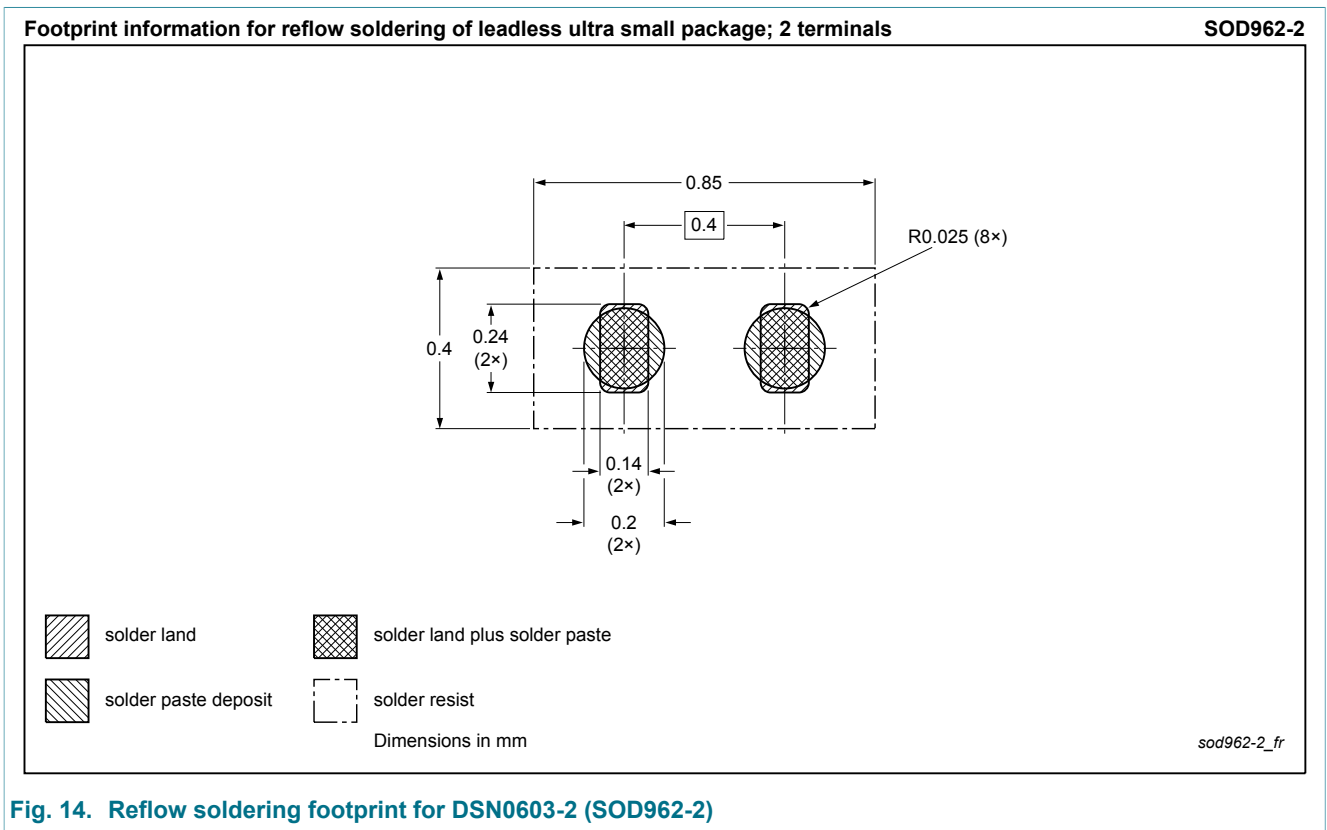 Footprint information for reflow soldering of leadless ultra small package; 2 terminals SOD962-2
0.85
0.4
R0.025 (8×)
0.4
0.24
(2×)
0.14
(2×)
0.2
(2×)
solder land
solder land plus solder paste
solder paste deposit
solder resist
Dimensions in mm
sod962-2_fr
Fig. 14. Reflow soldering footprint for DSN0603-2 (SOD962-2)